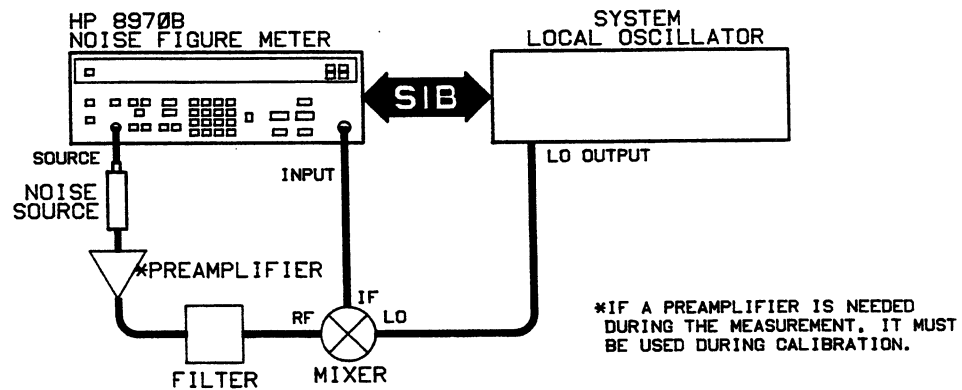 HP 8970B
NOISE FIGURE METER
SYSTEM
LOCAL OSCILLATOR
SIB
SOURCE
INPUT
LO OUTPUT
NOISE
SOURCE
*PREAMPLIFIER
IF
RF
LO
FILTER
MIXER
*IF A PREAMPLIFIER IS NEEDED
DURING THE MEASUREMENT. IT MUST
BE USED DURING CALIBRATION.